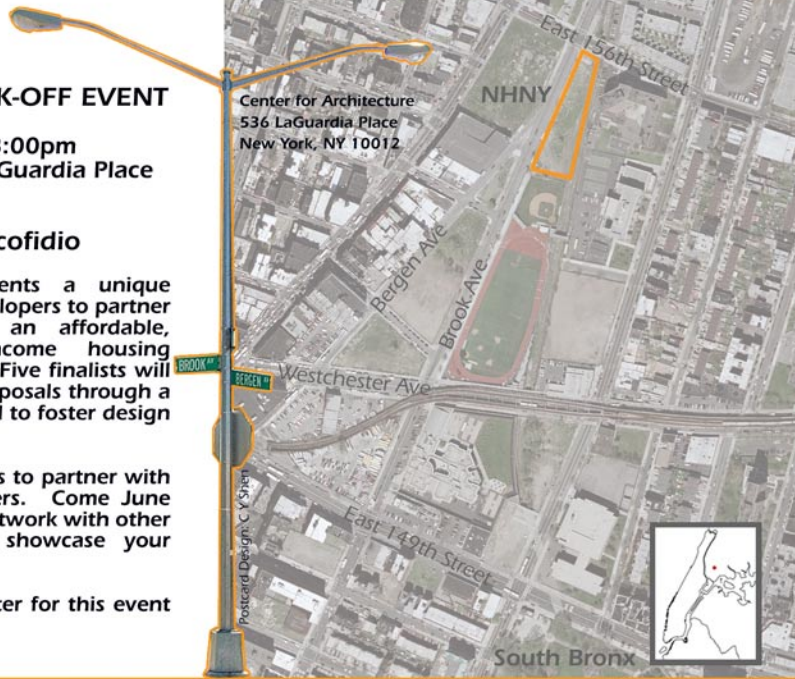 K-OFF EVENT
:00pm
Guardia Place
cofidio
ents a unique
lopers to partner
an affordable,
ncome housing
Five finalists will
posals through a
d to foster design
s to partner with
ers. Come June
twork with other
showcase your
ter for this event
Center for Architecture
536 LaGuardia Place
New York, NY 10012
BROOK AV
BERGEN AV
Postcard Design: C Y Shen
East 156th Street
NHNY
Bergen Ave
Brook Ave.
Westchester Ave
East 149th Street
South Bronx